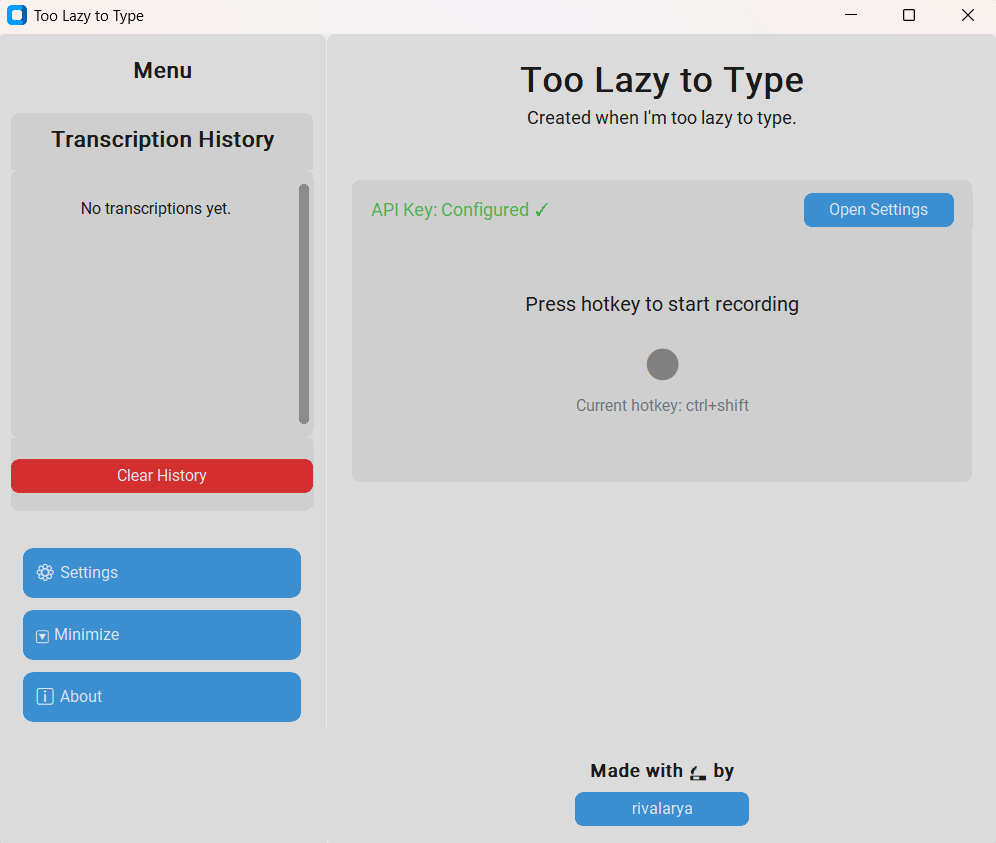 Too Lazy to Type
Menu
Transcription History
No transcriptions yet.
Clear History
Settings
Minimize
About
Too Lazy to Type
Created when I'm too lazy to type.
API Key: Configured ✓
Open Settings
Press hotkey to start recording
Current hotkey: ctrl+shift
Made with 🚬 by
rivalarya